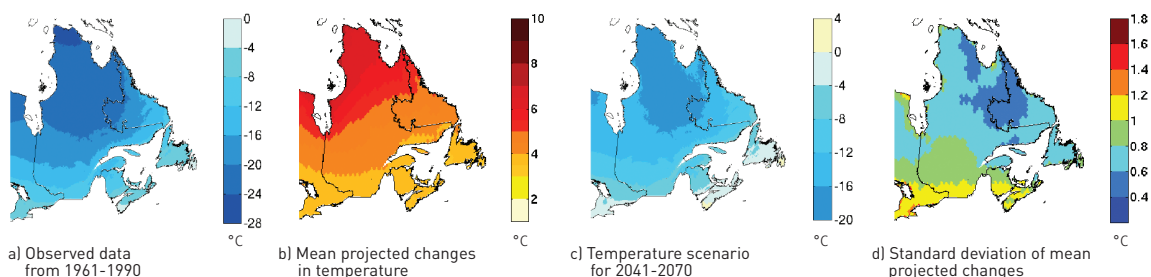 0
-4
-8
-12
-16
-20
-24
-28
°C
a) Observed data
from 1961-1990
10
8
6
4
2
°C
b) Mean projected changes
in temperature
4
0
-4
-8
-12
-16
-20
°C
c) Temperature scenario
for 2041-2070
1.8
1.6
1.4
1.2
1
0.8
0.6
0.4
°C
d) Standard deviation of mean
projected changes